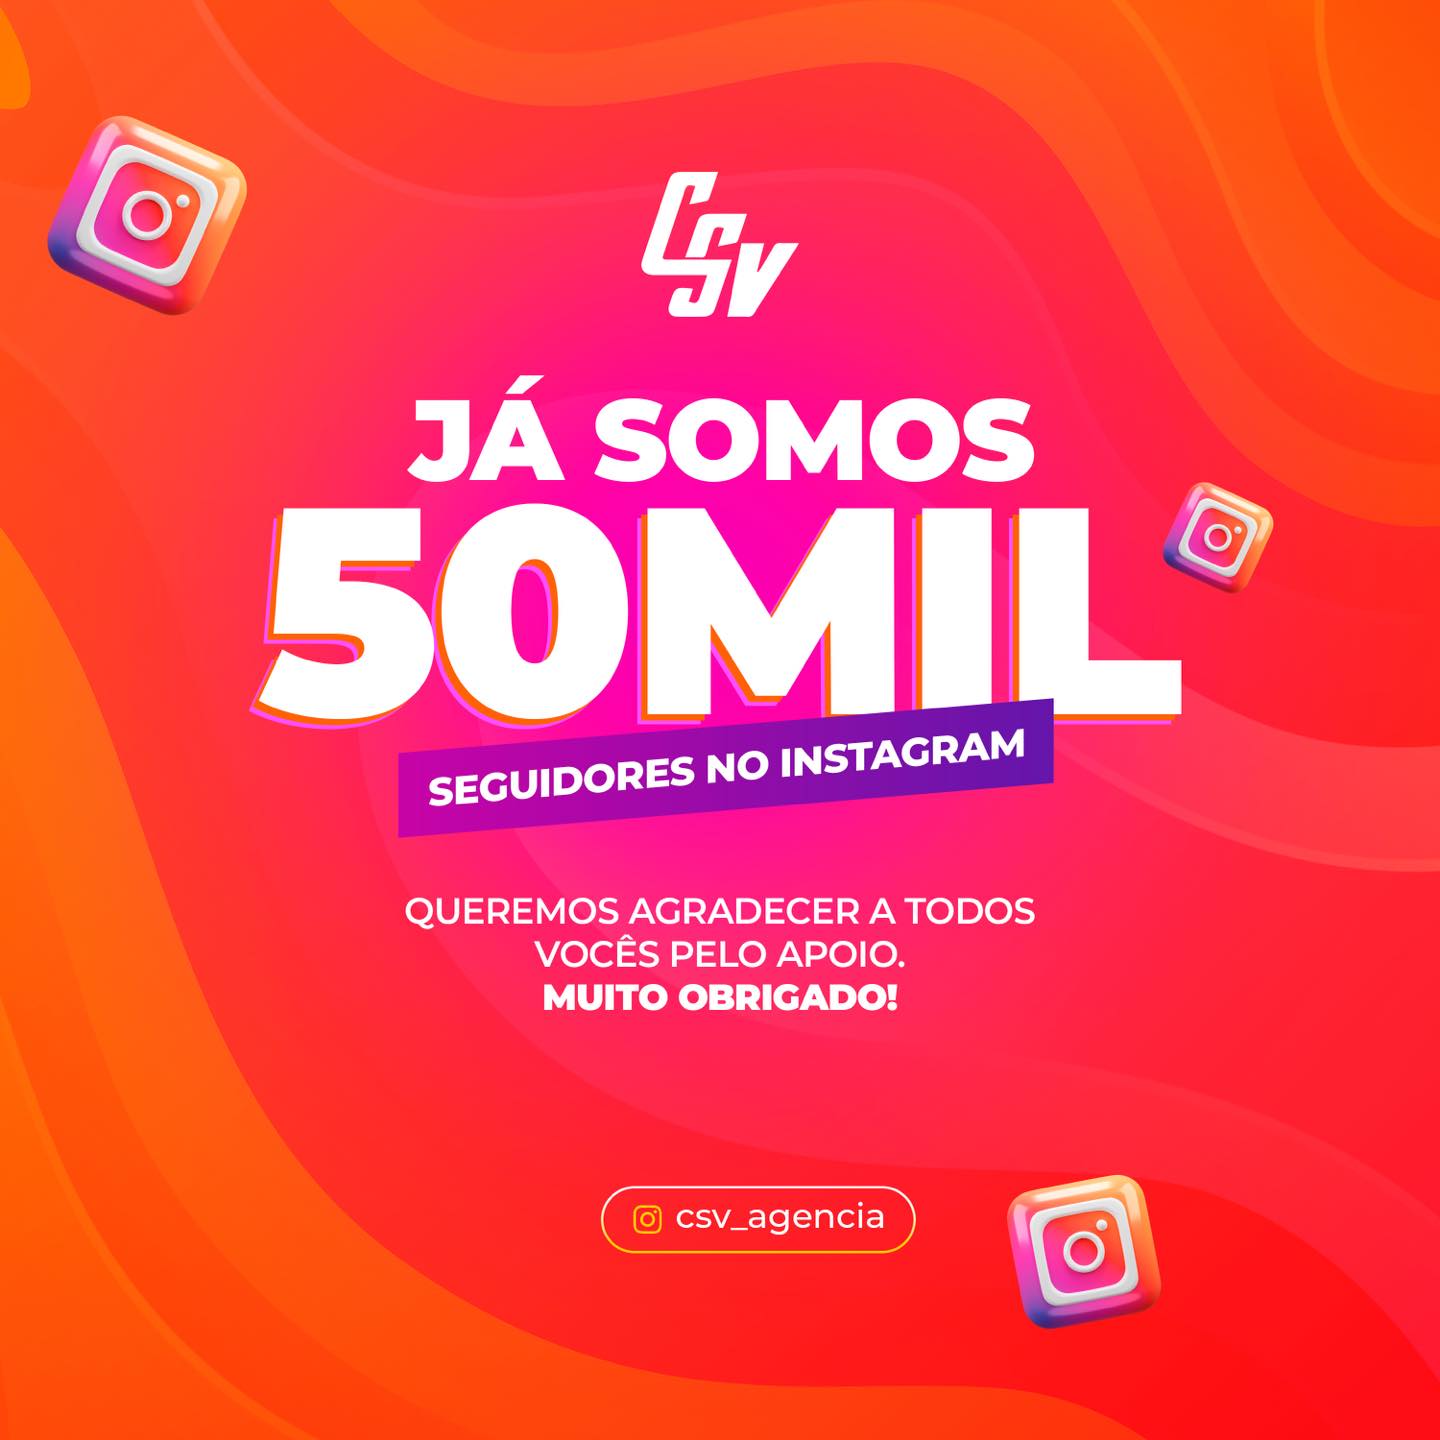 CSV
JÁ SOMOS
50MIL
SEGUIDORES NO INSTAGRAM
QUEREMOS AGRADECER A TODOS
VOCÊS PELO APOIO.
MUITO OBRIGADO!
csv_agencia